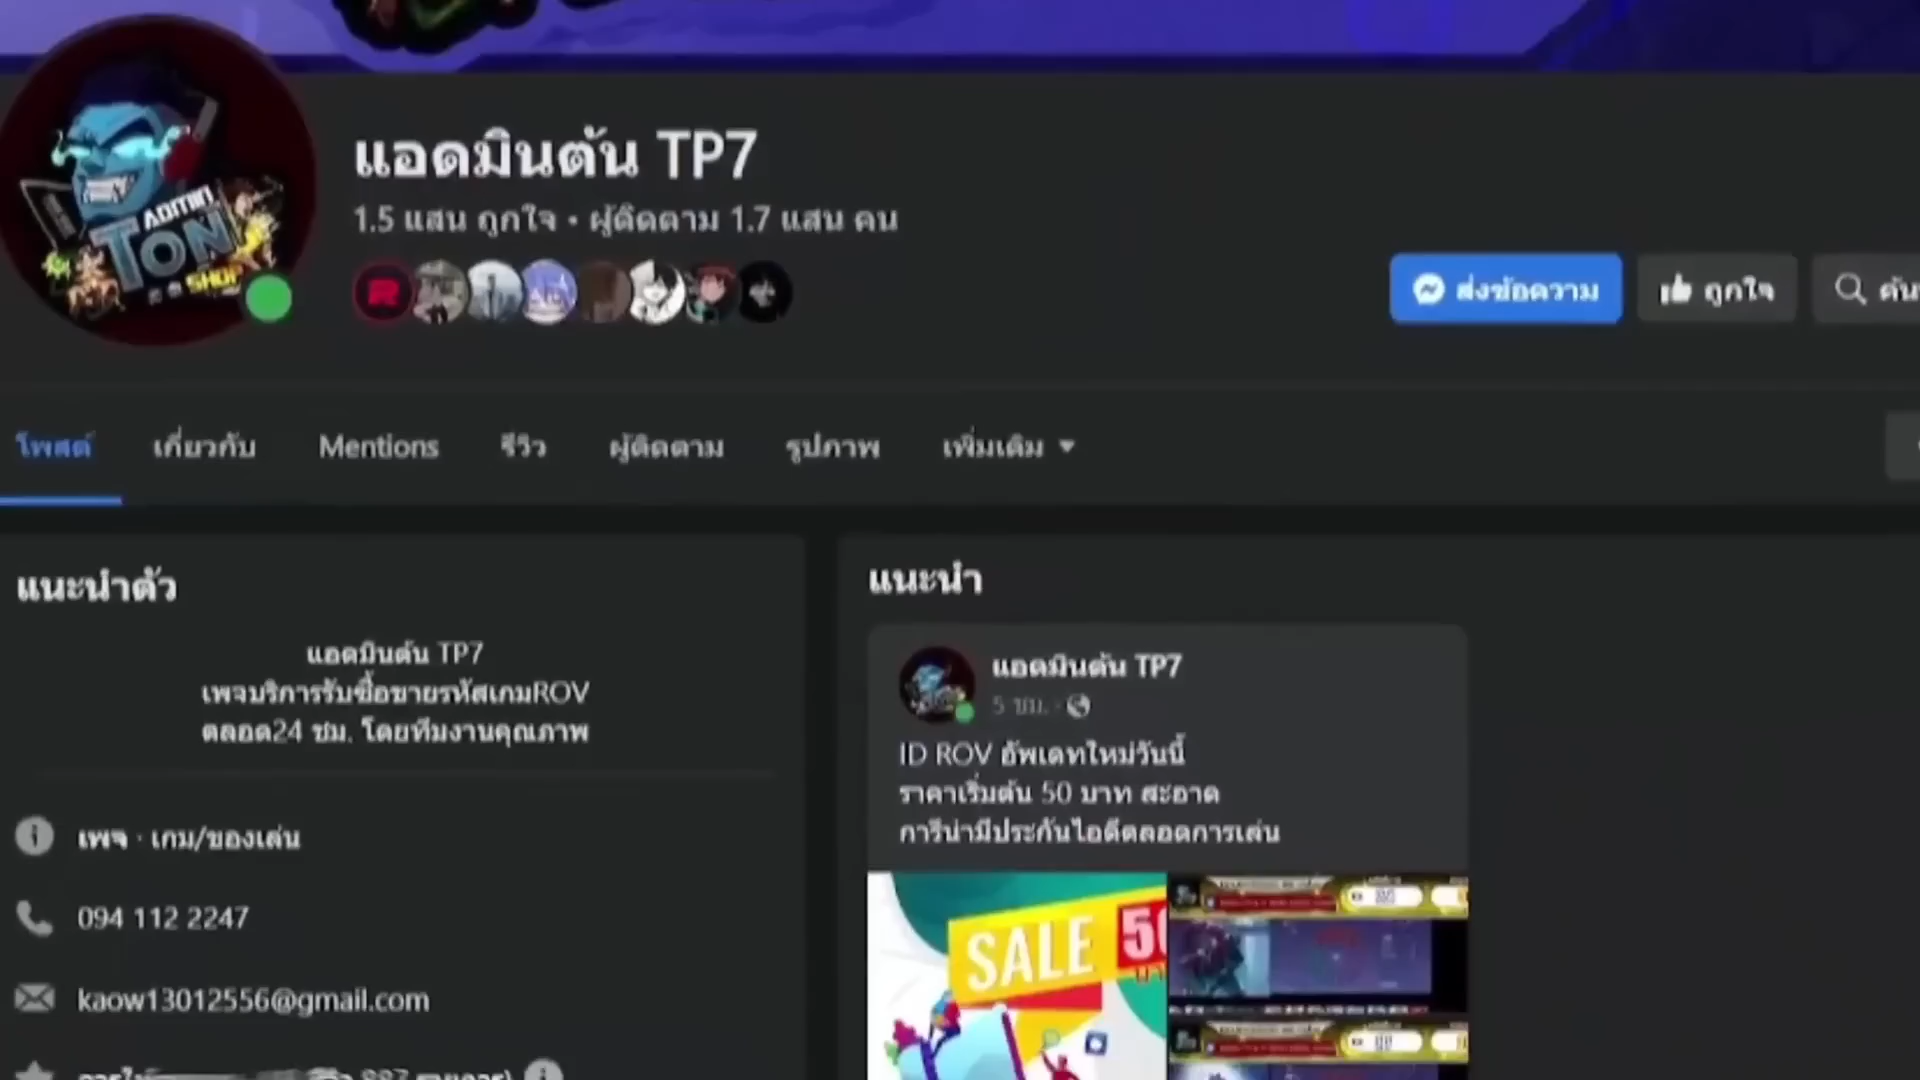 แอดมินต้น TP7
1.5 แสน ถูกใจ • ผู้ติดตาม 1.7 แสน คน
ADMIN
TON
SHOP
ส่งข้อความ
ถูกใจ
โพสต์
เกี่ยวกับ
Mentions
รีวิว
ผู้ติดตาม
รูปภาพ
เพิ่มเติม
แนะนำตัว
แอดมินต้น TP7
เพจบริการรับซื้อขายรหัสเกมROV
ตลอด24 ชม. โดยทีมงานคุณภาพ
เพจ · เกม/ของเล่น
094 112 2247
kaow13012556@gmail.com
แนะนำ
แอดมินต้น TP7
5 ชม. ·
ID ROV อัพเดทใหม่วันนี้
ราคาเริ่มต้น 50 บาท สะอาด
การีน่ามีประกันไอดีตลอดการเล่น
SALE